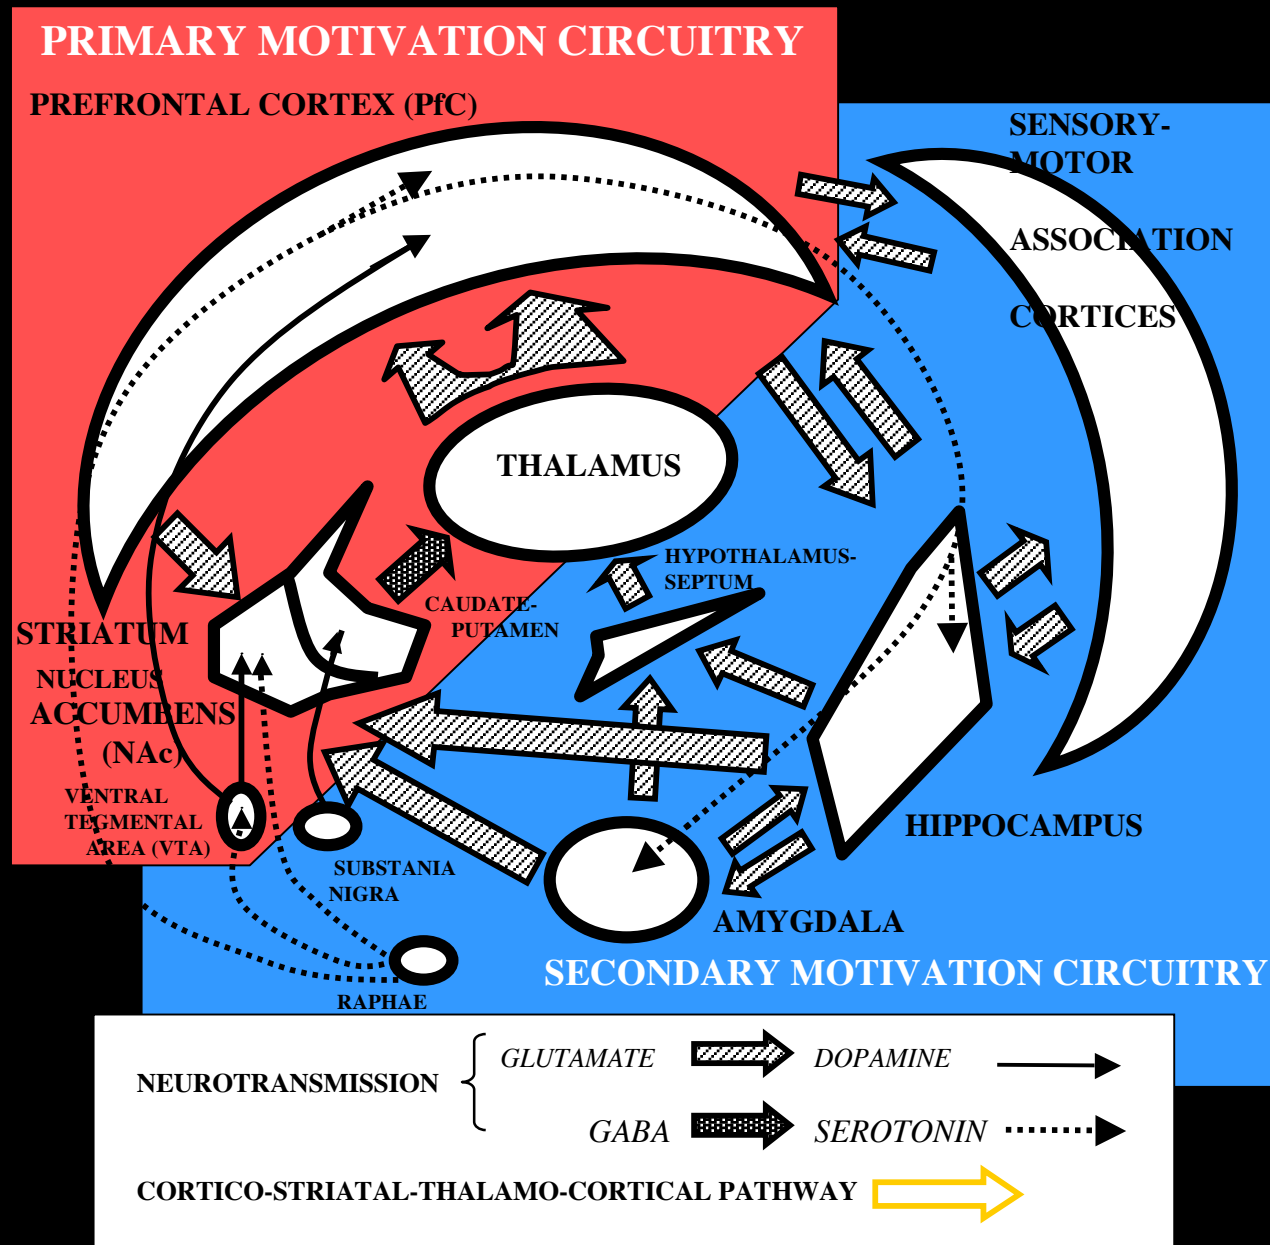 PRIMARY MOTIVATION CIRCUITRY
PREFRONTAL CORTEX (PfC)
SENSORY-
MOTOR
ASSOCIATION
CORTICES
THALAMUS
HYPOTHALAMUS-
SEPTUM
CAUDATE-
PUTAMEN
STRIATUM
NUCLEUS
ACCUMBENS
(NAc)
VENTRAL
TEGMENTAL
AREA (VTA)
SUBSTANIA
NIGRA
HIPPOCAMPUS
AMYGDALA
SECONDARY MOTIVATION CIRCUITRY
RAPHAE
NEUROTRANSMISSION
GLUTAMATE
DOPAMINE
GABA
SEROTONIN
CORTICO-STRIATAL-THALAMO-CORTICAL PATHWAY